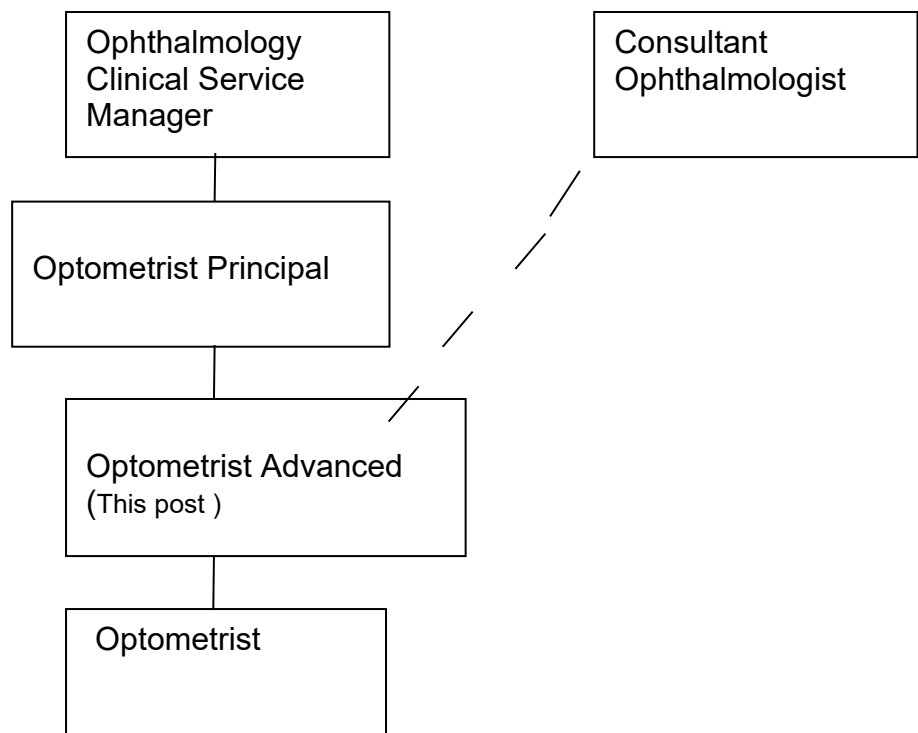 Ophthalmology
Clinical Service
Manager
Consultant
Ophthalmologist
Optometrist Principal
Optometrist Advanced
(This post )
Optometrist